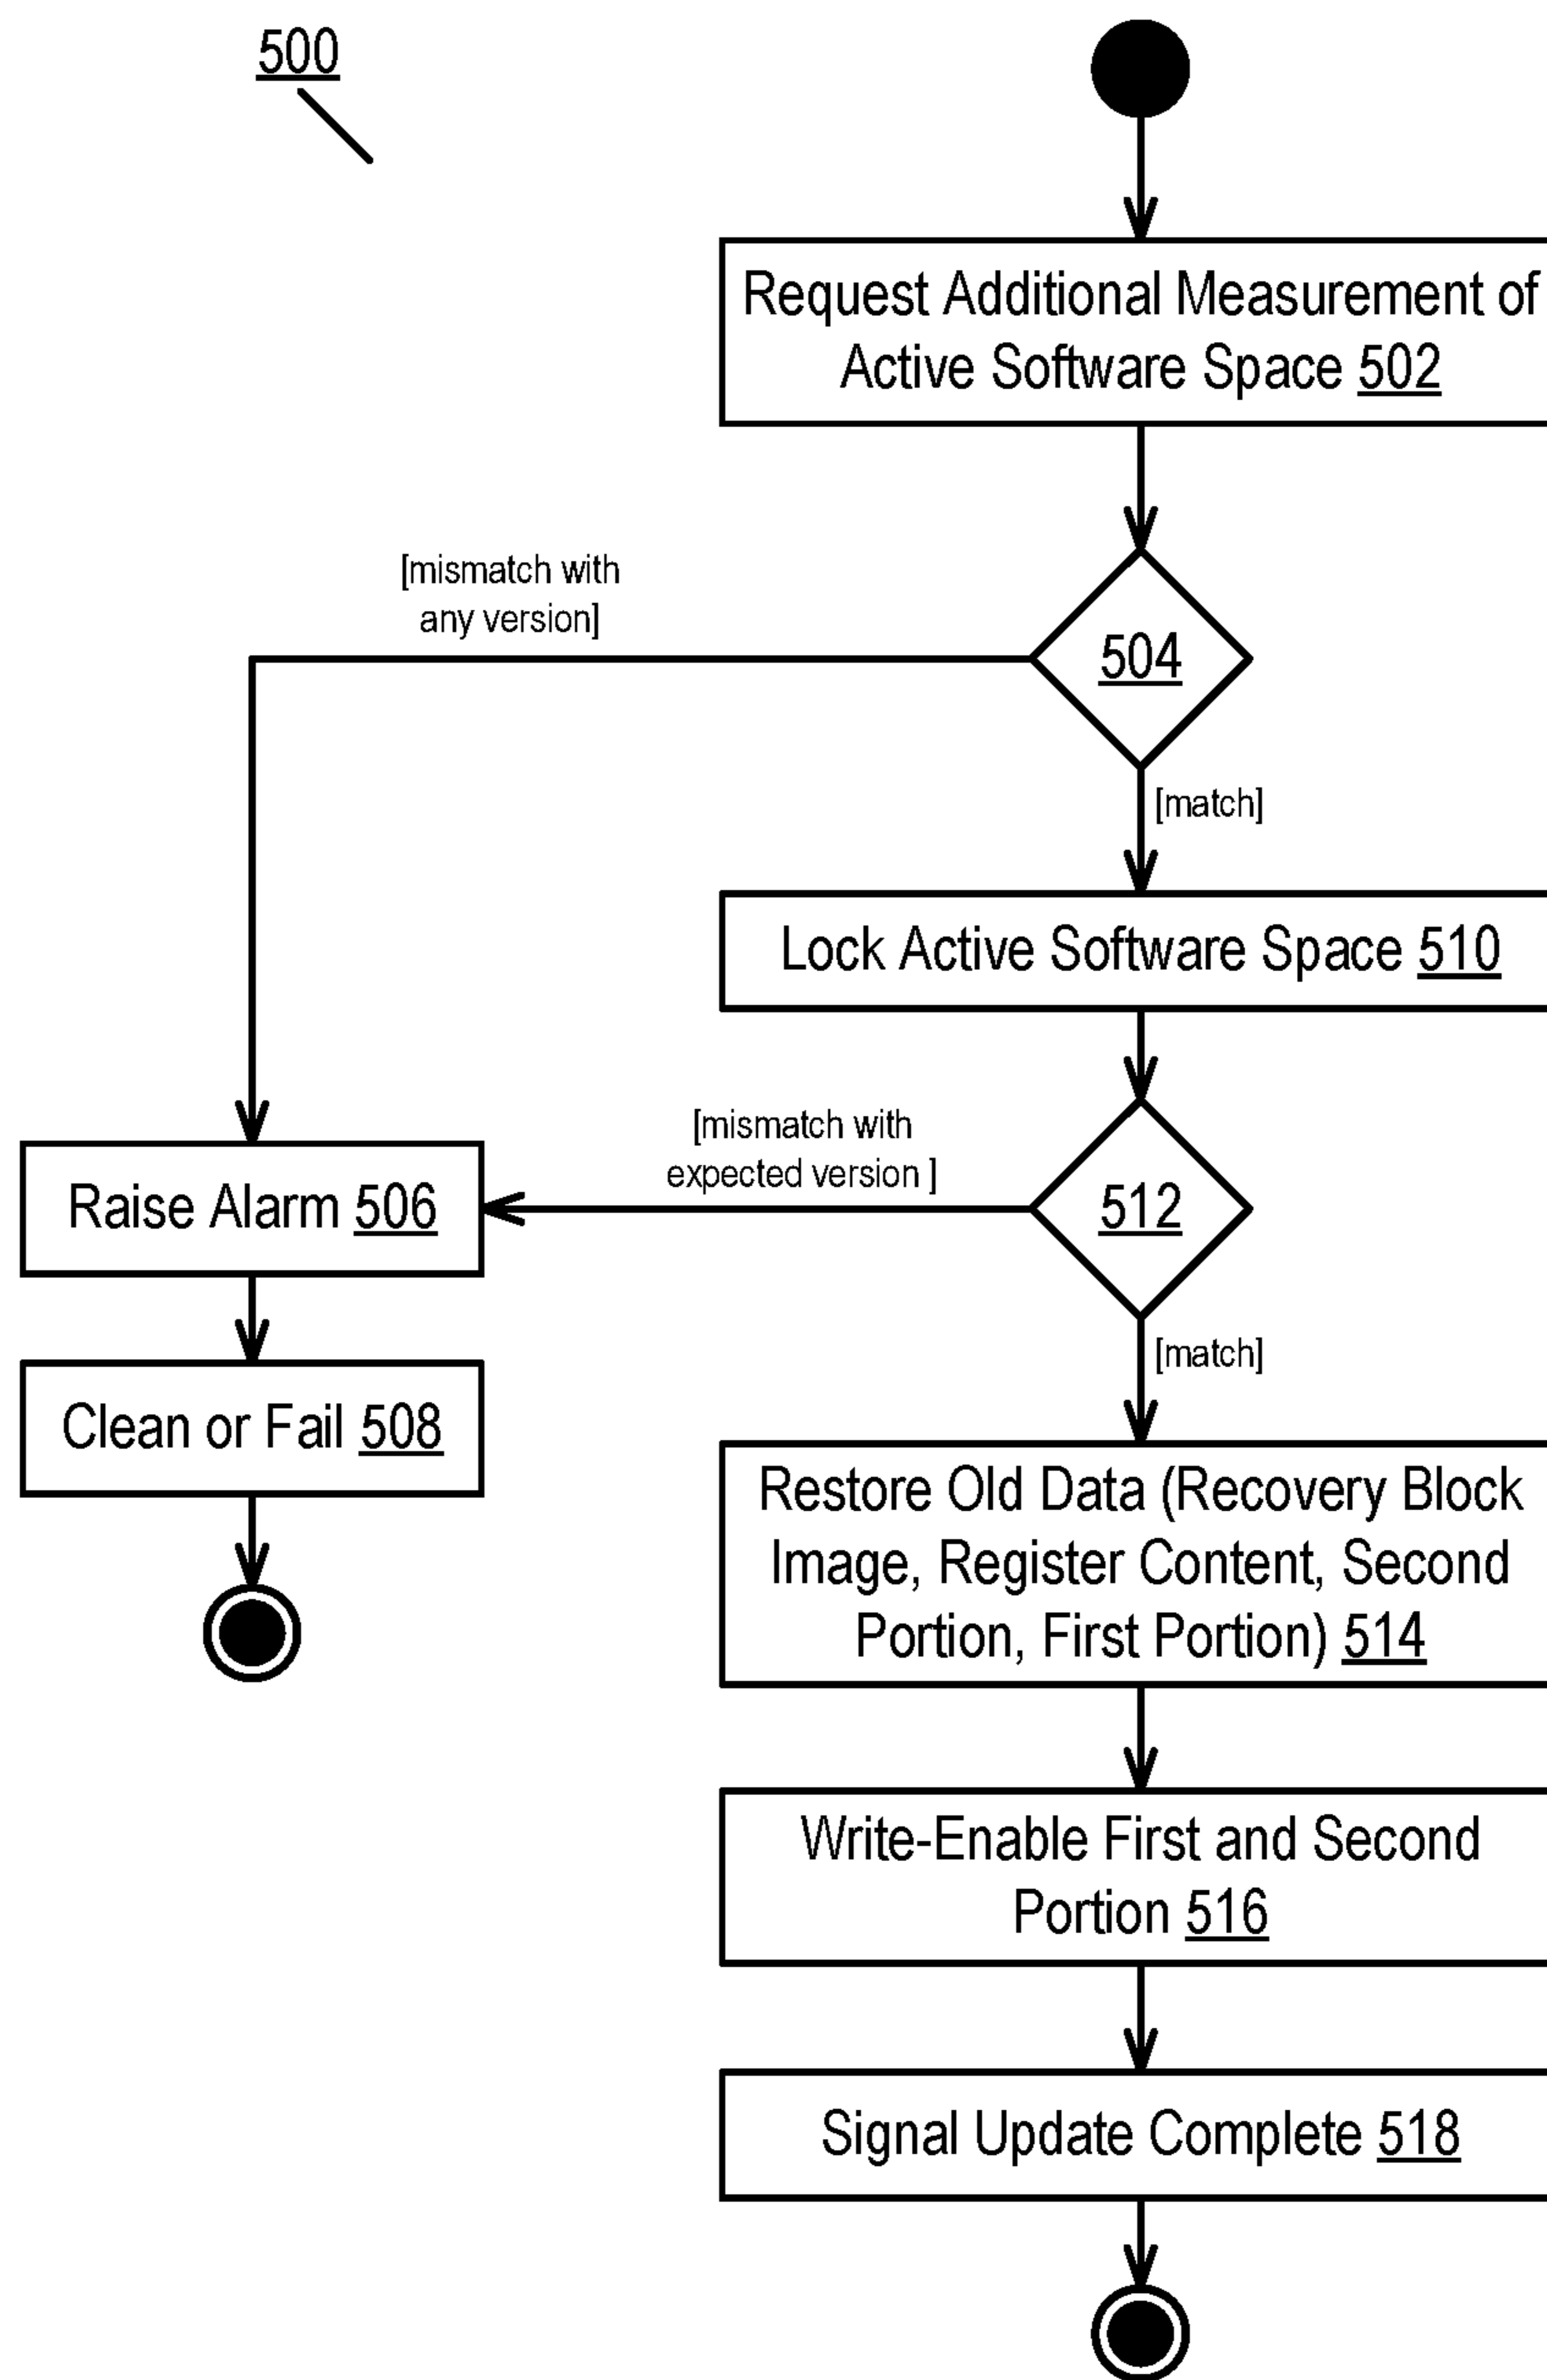 500
Request Additional Measurement of
Active Software Space 502
[mismatch with
any version]
504
[match]
Lock Active Software Space 510
[mismatch with
expected version ]
Raise Alarm 506
512
[match]
Clean or Fail 508
Restore Old Data (Recovery Block
Image, Register Content, Second
Portion, First Portion) 514
Write-Enable First and Second
Portion 516
Signal Update Complete 518